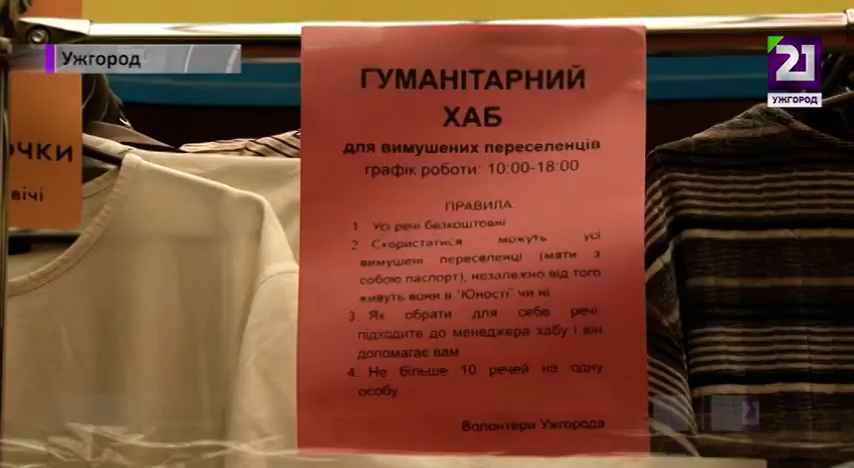 Ужгород
21
УЖГОРОД
ОЧКИ
вічі
ГУМАНІТАРНИЙ
ХАБ
для вимушених переселенців
графік роботи: 10:00-18:00
ПРАВИЛА
1. Усі речі безкоштовні
2. Скористатися можуть усі
вимушені переселенці (мати з
собою паспорт), незалежно від того
живуть вони в "Юності" чи ні
3. Як обрати для себе речі
підходите до менеджера хабу і він
допомагає вам
4. Не більше 10 речей на одну
особу
Волонтери Ужгорода